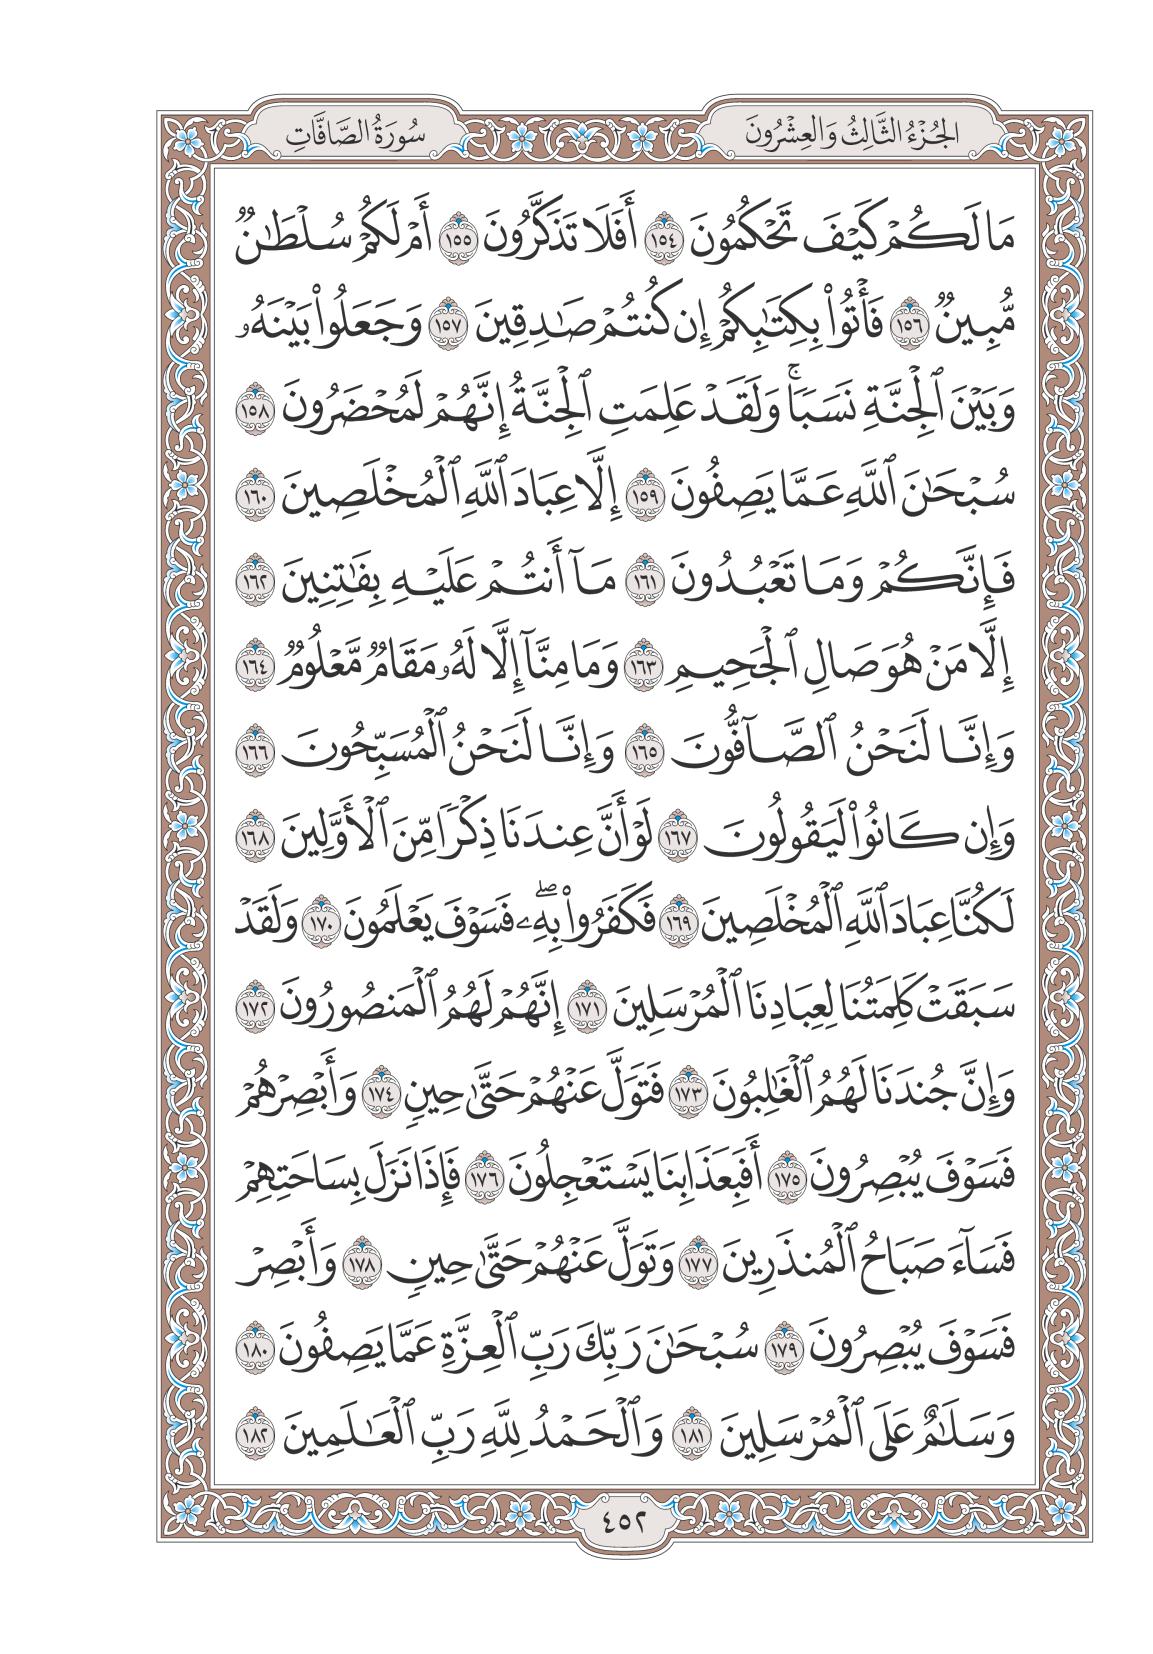 الجُزْءُ الثَّالِثُ وَالعِشْرُونَ
سُورَةُ الصَّافَّاتِ
مَا لَكُمْ كَيْفَ تَحْكُمُونَ ١٥٤ أَفَلَا تَذَكَّرُونَ ١٥٥ أَمْ لَكُمْ سُلْطَٰنٌ
مُّبِينٌ ١٥٦ فَأْتُوا۟ بِكِتَٰبِكُمْ إِن كُنتُمْ صَٰدِقِينَ ١٥٧ وَجَعَلُوا۟ بَيْنَهُۥ
وَبَيْنَ ٱلْجِنَّةِ نَسَبًاۚ وَلَقَدْ عَلِمَتِ ٱلْجِنَّةُ إِنَّهُمْ لَمُحْضَرُونَ ١٥٨
سُبْحَٰنَ ٱللَّهِ عَمَّا يَصِفُونَ ١٥٩ إِلَّا عِبَادَ ٱللَّهِ ٱلْمُخْلَصِينَ ١٦٠
فَإِنَّكُمْ وَمَا تَعْبُدُونَ ١٦١ مَآ أَنتُمْ عَلَيْهِ بِفَٰتِنِينَ ١٦٢
إِلَّا مَنْ هُوَ صَالِ ٱلْجَحِيمِ ١٦٣ وَمَا مِنَّآ إِلَّا لَهُۥ مَقَامٌ مَّعْلُومٌ ١٦٤
وَإِنَّا لَنَحْنُ ٱلصَّآفُّونَ ١٦٥ وَإِنَّا لَنَحْنُ ٱلْمُسَبِّحُونَ ١٦٦
وَإِن كَانُوا۟ لَيَقُولُونَ ١٦٧ لَوْ أَنَّ عِندَنَا ذِكْرًا مِّنَ ٱلْأَوَّلِينَ ١٦٨
لَكُنَّا عِبَادَ ٱللَّهِ ٱلْمُخْلَصِينَ ١٦٩ فَكَفَرُوا۟ بِهِۦۖ فَسَوْفَ يَعْلَمُونَ ١٧٠ وَلَقَدْ
سَبَقَتْ كَلِمَتُنَا لِعِبَادِنَا ٱلْمُرْسَلِينَ ١٧١ إِنَّهُمْ لَهُمُ ٱلْمَنصُورُونَ ١٧٢
وَإِنَّ جُندَنَا لَهُمُ ٱلْغَٰلِبُونَ ١٧٣ فَتَوَلَّ عَنْهُمْ حَتَّىٰ حِينٍ ١٧٤ وَأَبْصِرْهُمْ
فَسَوْفَ يُبْصِرُونَ ١٧٥ أَفَبِعَذَابِنَا يَسْتَعْجِلُونَ ١٧٦ فَإِذَا نَزَلَ بِسَاحَتِهِمْ
فَسَآءَ صَبَاحُ ٱلْمُنذَرِينَ ١٧٧ وَتَوَلَّ عَنْهُمْ حَتَّىٰ حِينٍ ١٧٨ وَأَبْصِرْ
فَسَوْفَ يُبْصِرُونَ ١٧٩ سُبْحَٰنَ رَبِّكَ رَبِّ ٱلْعِزَّةِ عَمَّا يَصِفُونَ ١٨٠
وَسَلَٰمٌ عَلَى ٱلْمُرْسَلِينَ ١٨١ وَٱلْحَمْدُ لِلَّهِ رَبِّ ٱلْعَٰلَمِينَ ١٨٢
٤٥٢